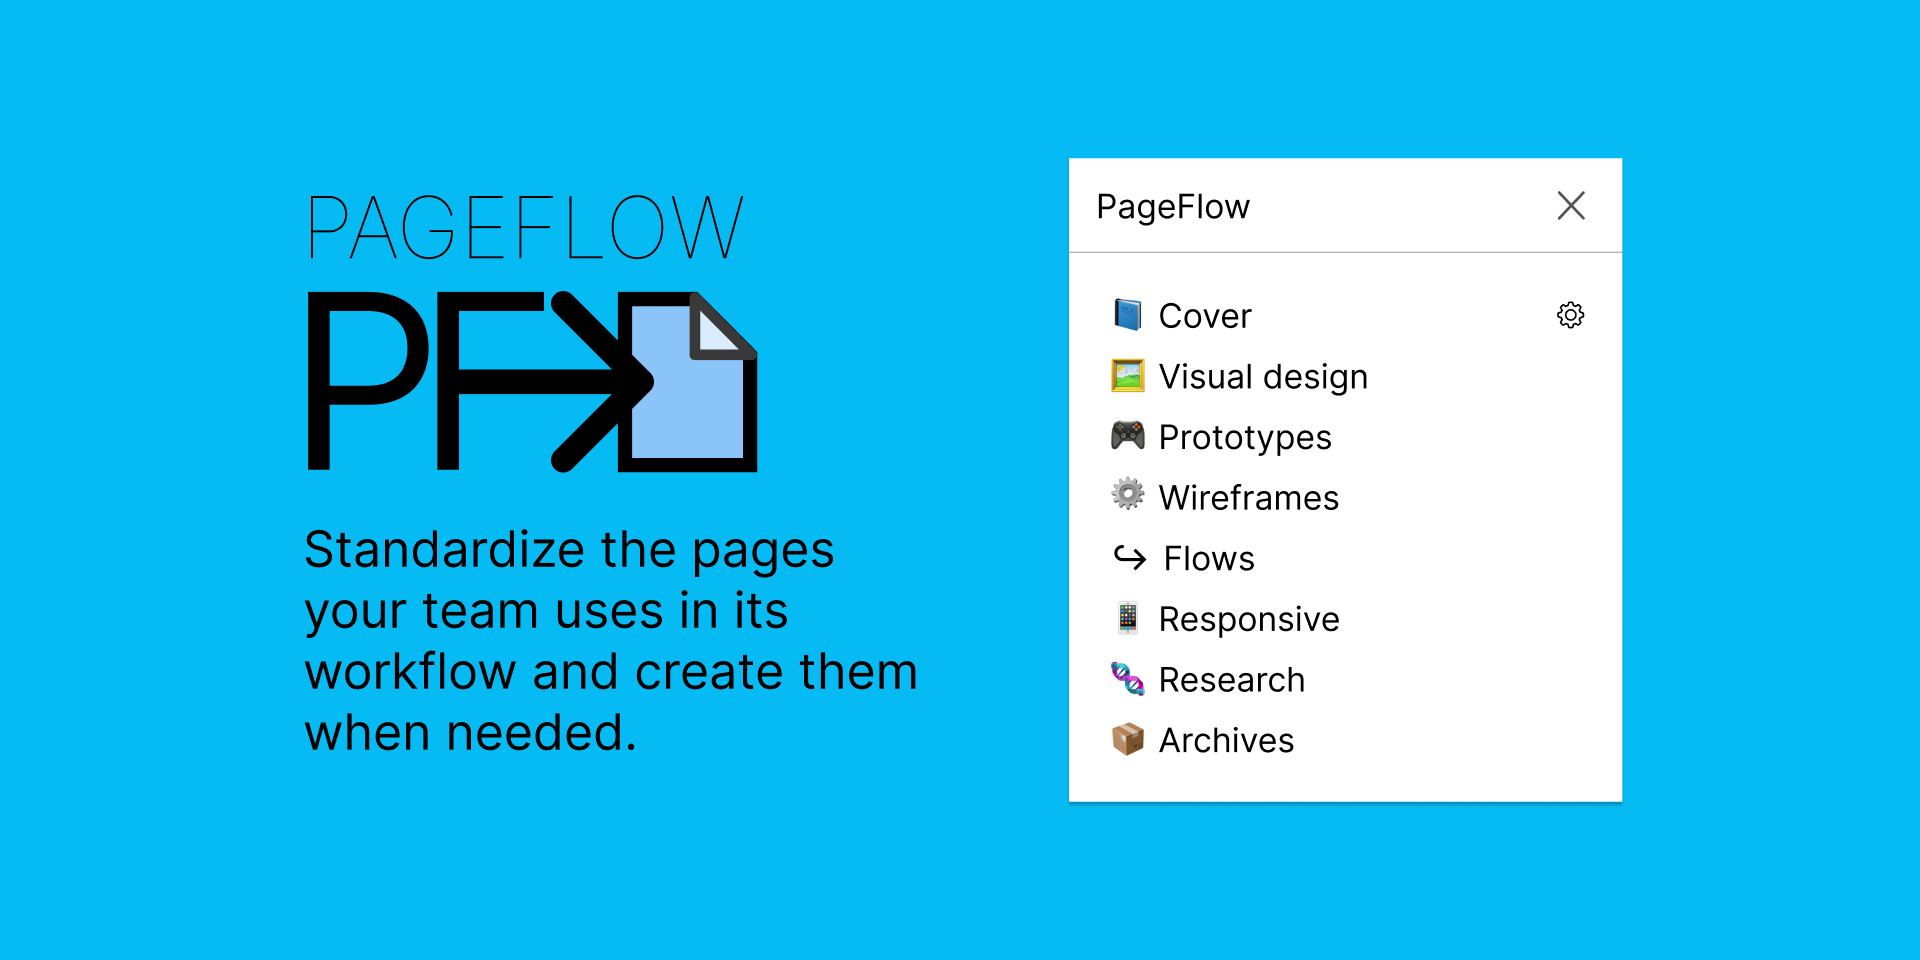 PAGEFLOW
PF
Standardize the pages
your team uses in its
workflow and create them
when needed.
PageFlow
Cover
Visual design
Prototypes
Wireframes
Flows
Responsive
Research
Archives